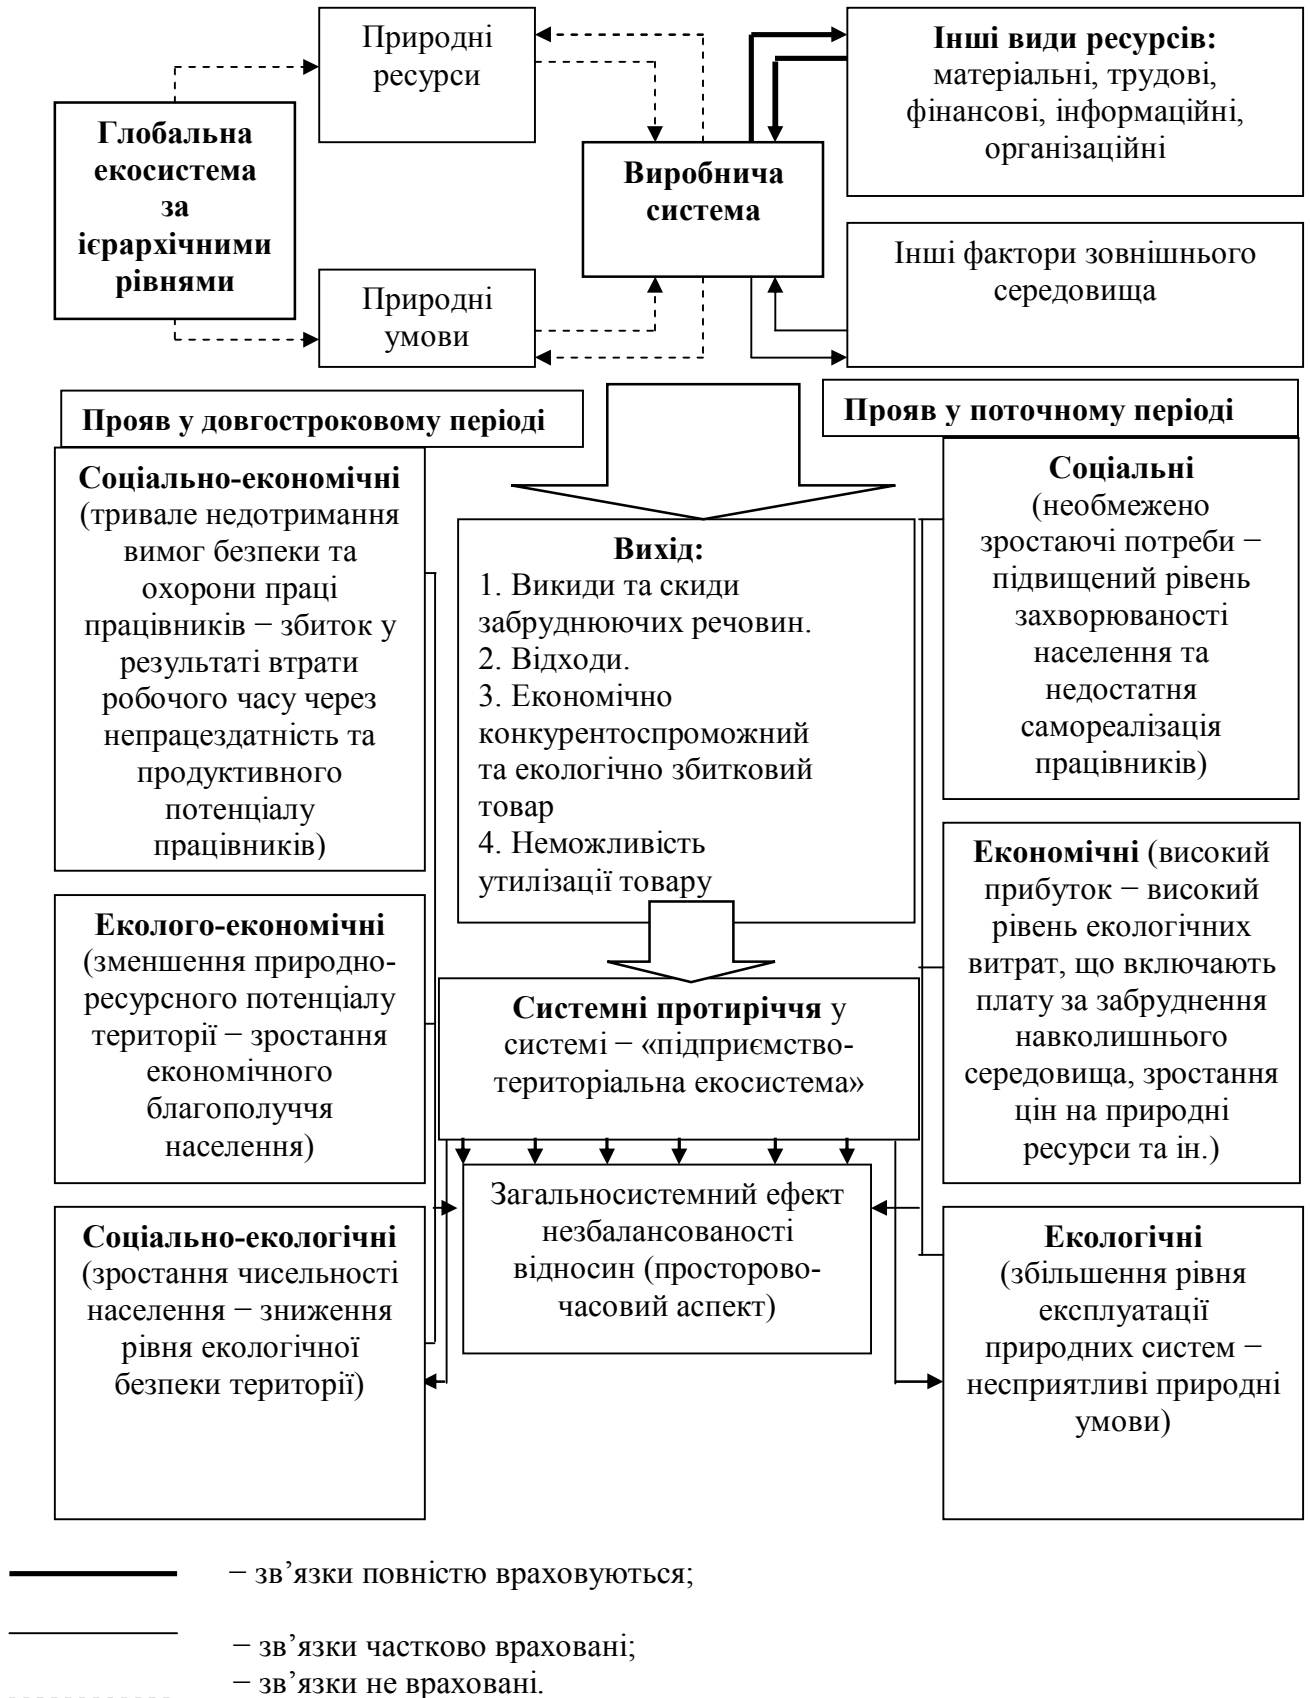 Природні
ресурси
Інші види ресурсів:
матеріальні, трудові,
фінансові, інформаційні,
організаційні
Глобальна
екосистема
за
ієрархічними
рівнями
Виробнича
система
Природні
умови
Інші фактори зовнішнього
середовища
Прояв у довгостроковому періоді
Прояв у поточному періоді
Соціально-економічні
(тривале недотримання
вимог безпеки та
охорони праці
працівників − збиток у
результаті втрати
робочого часу через
непрацездатність та
продуктивного
потенціалу
працівників)
Вихід:
1. Викиди та скиди
забруднюючих речовин.
2. Відходи.
3. Економічно
конкурентоспроможний
та екологічно збитковий
товар
4. Неможливість
утилізації товару
Соціальні
(необмежено
зростаючі потреби −
підвищений рівень
захворюваності
населення та
недостатня
самореалізація
працівників)
Еколого-економічні
(зменшення природно-
ресурсного потенціалу
території − зростання
економічного
благополуччя
населення)
Системні протиріччя у
системі − «підприємство-
територіальна екосистема»
Економічні (високий
прибуток − високий
рівень екологічних
витрат, що включають
плату за забруднення
навколишнього
середовища, зростання
цін на природні
ресурси та ін.)
Соціально-екологічні
(зростання чисельності
населення − зниження
рівня екологічної
безпеки території)
Загальносистемний ефект
незбалансованості
відносин (просторово-
часовий аспект)
Екологічні
(збільшення рівня
експлуатації
природних систем −
несприятливі природні
умови)
− зв’язки повністю враховуються;
− зв’язки частково враховані;
− зв’язки не враховані.